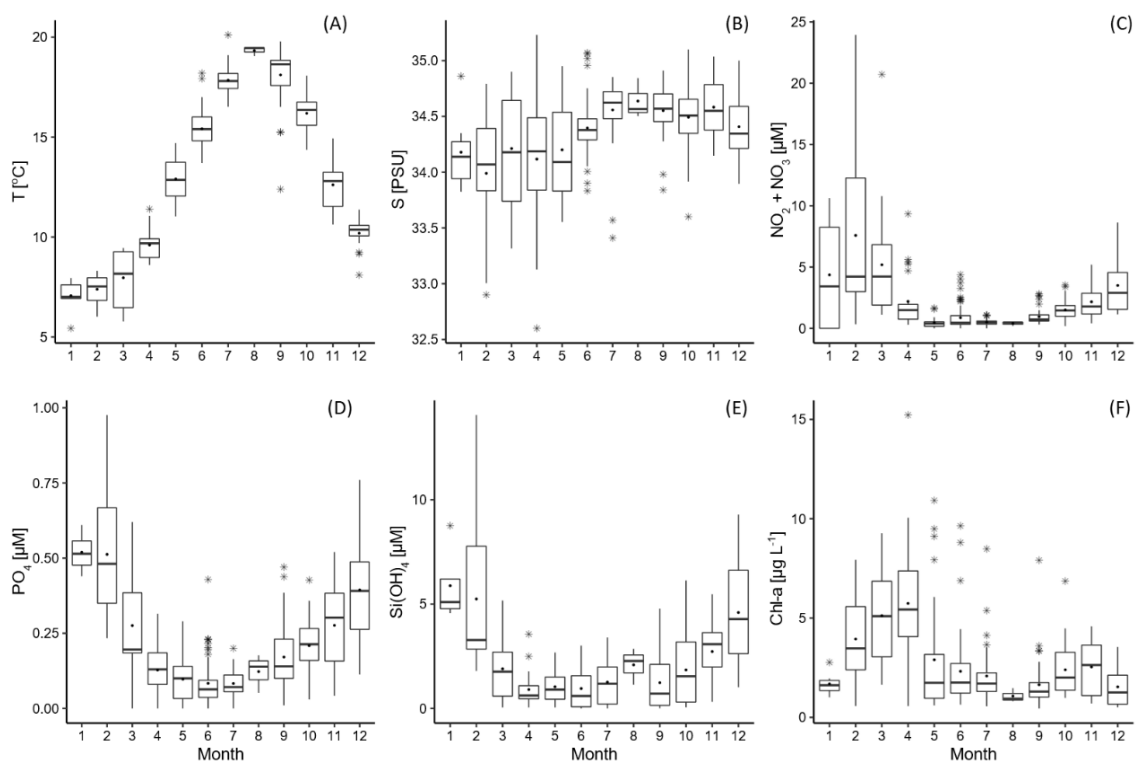 (A)
T [°C]
20
15
10
5
1 2 3 4 5 6 7 8 9 10 11 12
(B)
S [PSU]
35.0
34.5
34.0
33.5
33.0
32.5
1 2 3 4 5 6 7 8 9 10 11 12
(C)
NO2 + NO3 [µM]
25
20
15
10
5
0
1 2 3 4 5 6 7 8 9 10 11 12
(D)
PO4 [µM]
1.00
0.75
0.50
0.25
0.00
1 2 3 4 5 6 7 8 9 10 11 12
Month
(E)
Si(OH)4 [µM]
10
5
0
1 2 3 4 5 6 7 8 9 10 11 12
Month
(F)
Chl-a [µg L-1]
15
10
5
0
1 2 3 4 5 6 7 8 9 10 11 12
Month